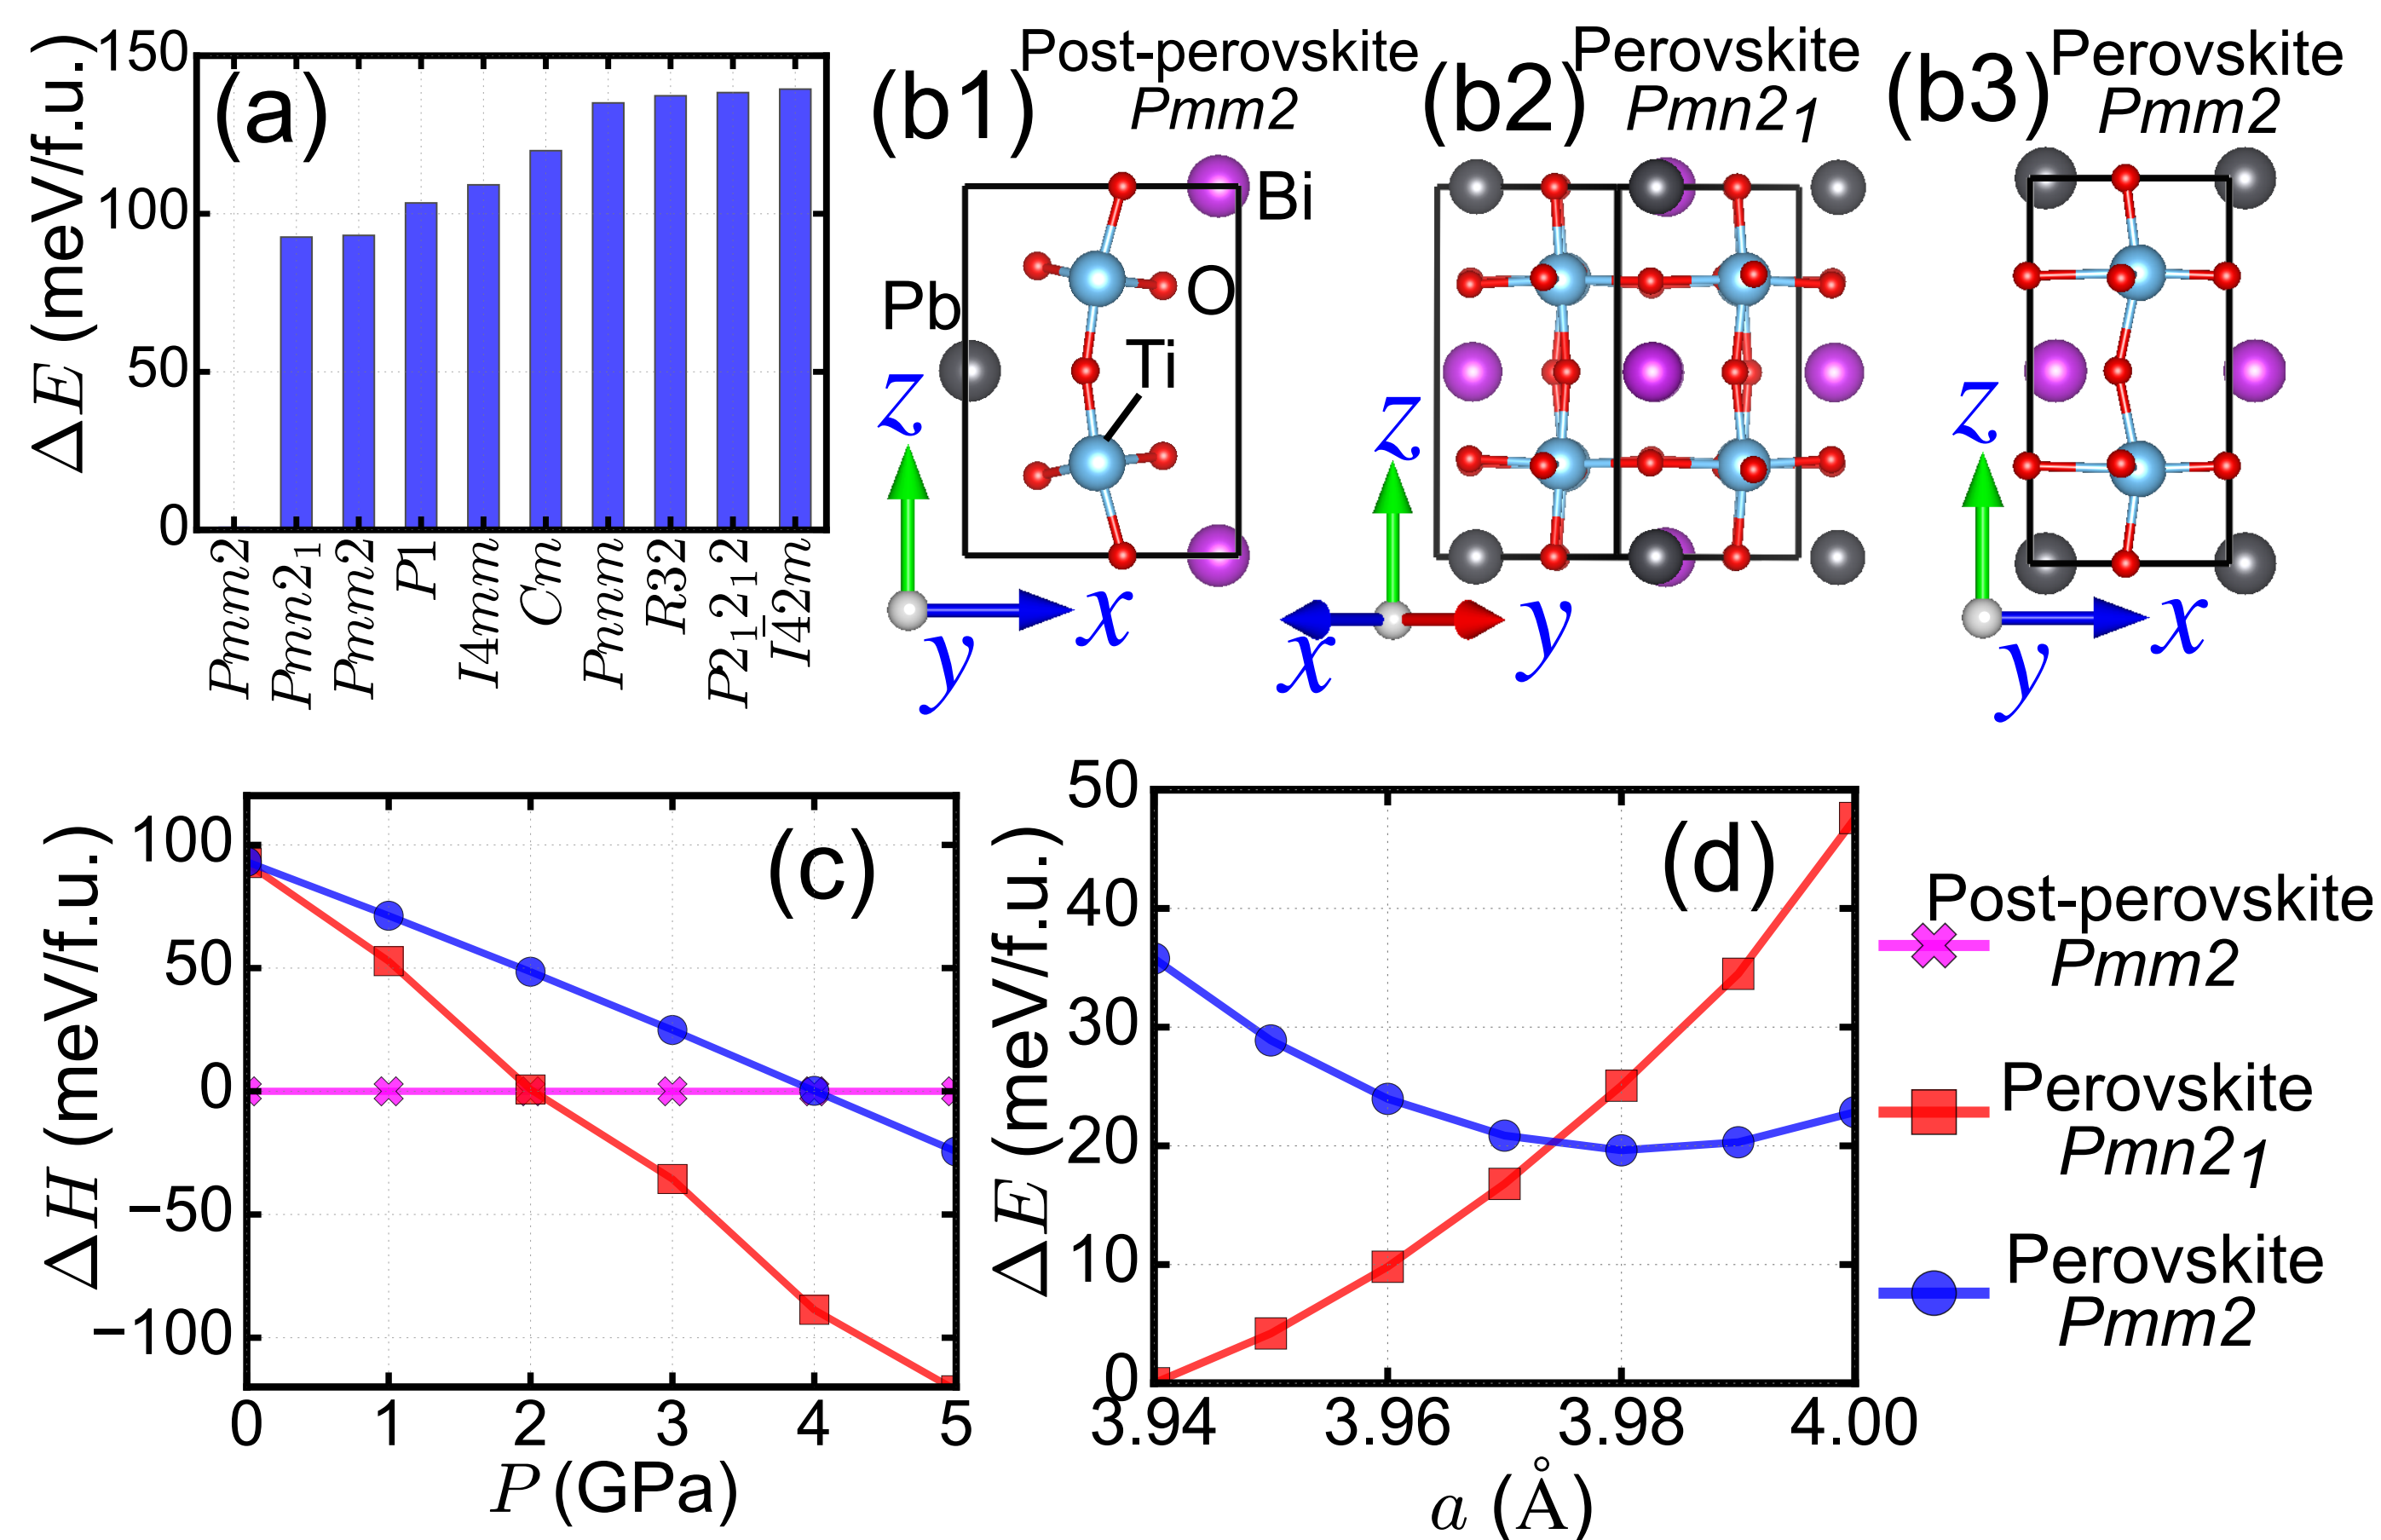 (a)
ΔE (meV/f.u.)
150
100
50
0
Pmm2
Pmn2₁
Pmm2
P1
I4mm
Cm
Pmnm
R32
P2₁2₁2
I4̅2m
(b1)
Post-perovskite
Pmm2
Bi
Pb
O
Ti
z
y
x
(b2)
Perovskite
Pmn2₁
z
x
y
(b3)
Perovskite
Pmm2
z
y
x
(c)
ΔH (meV/f.u.)
100
50
0
−50
−100
0 1 2 3 4 5
P (GPa)
(d)
ΔE (meV/f.u.)
50
40
30
20
10
0
3.94 3.96 3.98 4.00
a (Å)
Post-perovskite
Pmm2
Perovskite
Pmn2₁
Perovskite
Pmm2